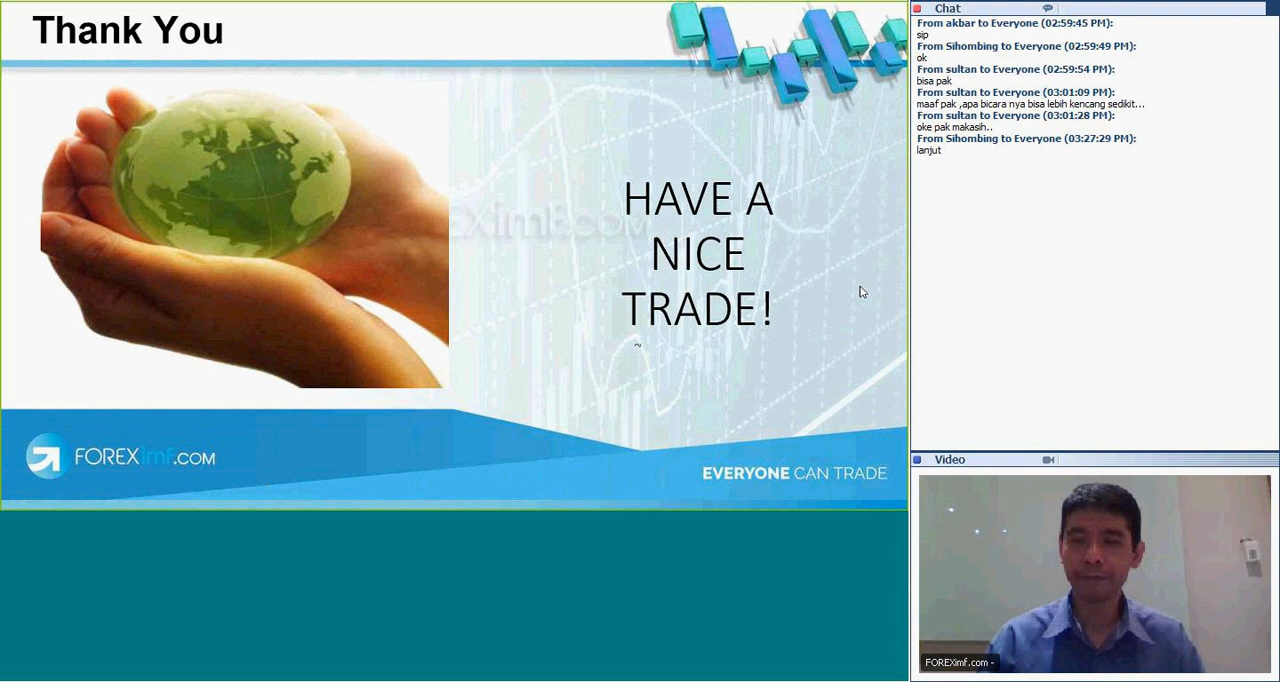 Thank You
HAVE A
NICE
TRADE!
FOREXimf.COM
EVERYONE CAN TRADE
Chat
From akbar to Everyone (02:59:45 PM):
sip
From Sihombing to Everyone (02:59:49 PM):
ok
From sultan to Everyone (02:59:54 PM):
bisa pak
From sultan to Everyone (03:01:09 PM):
maaf pak ,apa bicara nya bisa lebih kencang sedikit...
From sultan to Everyone (03:01:28 PM):
oke pak makasih..
From Sihombing to Everyone (03:27:29 PM):
lanjut
Video
FOREXimf.com -